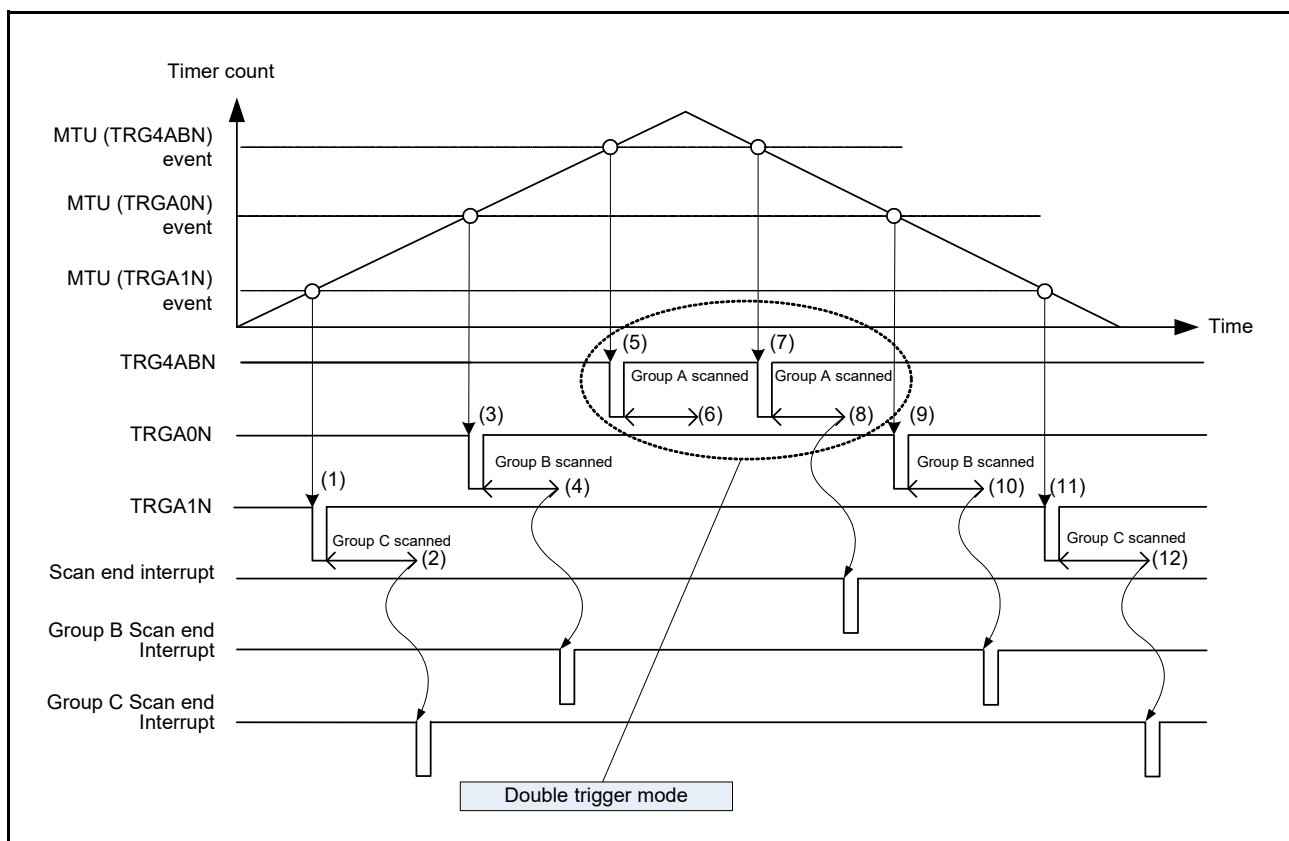 Timer count
MTU (TRG4ABN)
event
MTU (TRGA0N)
event
MTU (TRGA1N)
event
Time
TRG4ABN
(5)
(7)
Group A scanned
Group A scanned
(6)
(8)
TRGA0N
(3)
(9)
Group B scanned
Group B scanned
(4)
(10)
TRGA1N
(1)
(11)
Group C scanned
Group C scanned
(2)
(12)
Scan end interrupt
Group B Scan end
Interrupt
Group C Scan end
Interrupt
Double trigger mode